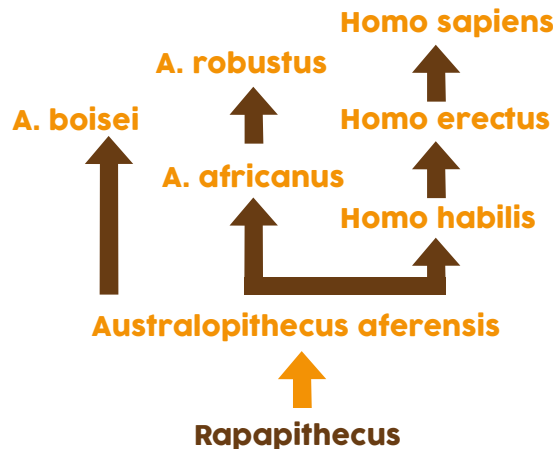 Homo sapiens
A. robustus
A. boisei
Homo erectus
A. africanus
Homo habilis
Australopithecus aferensis
Rapapithecus